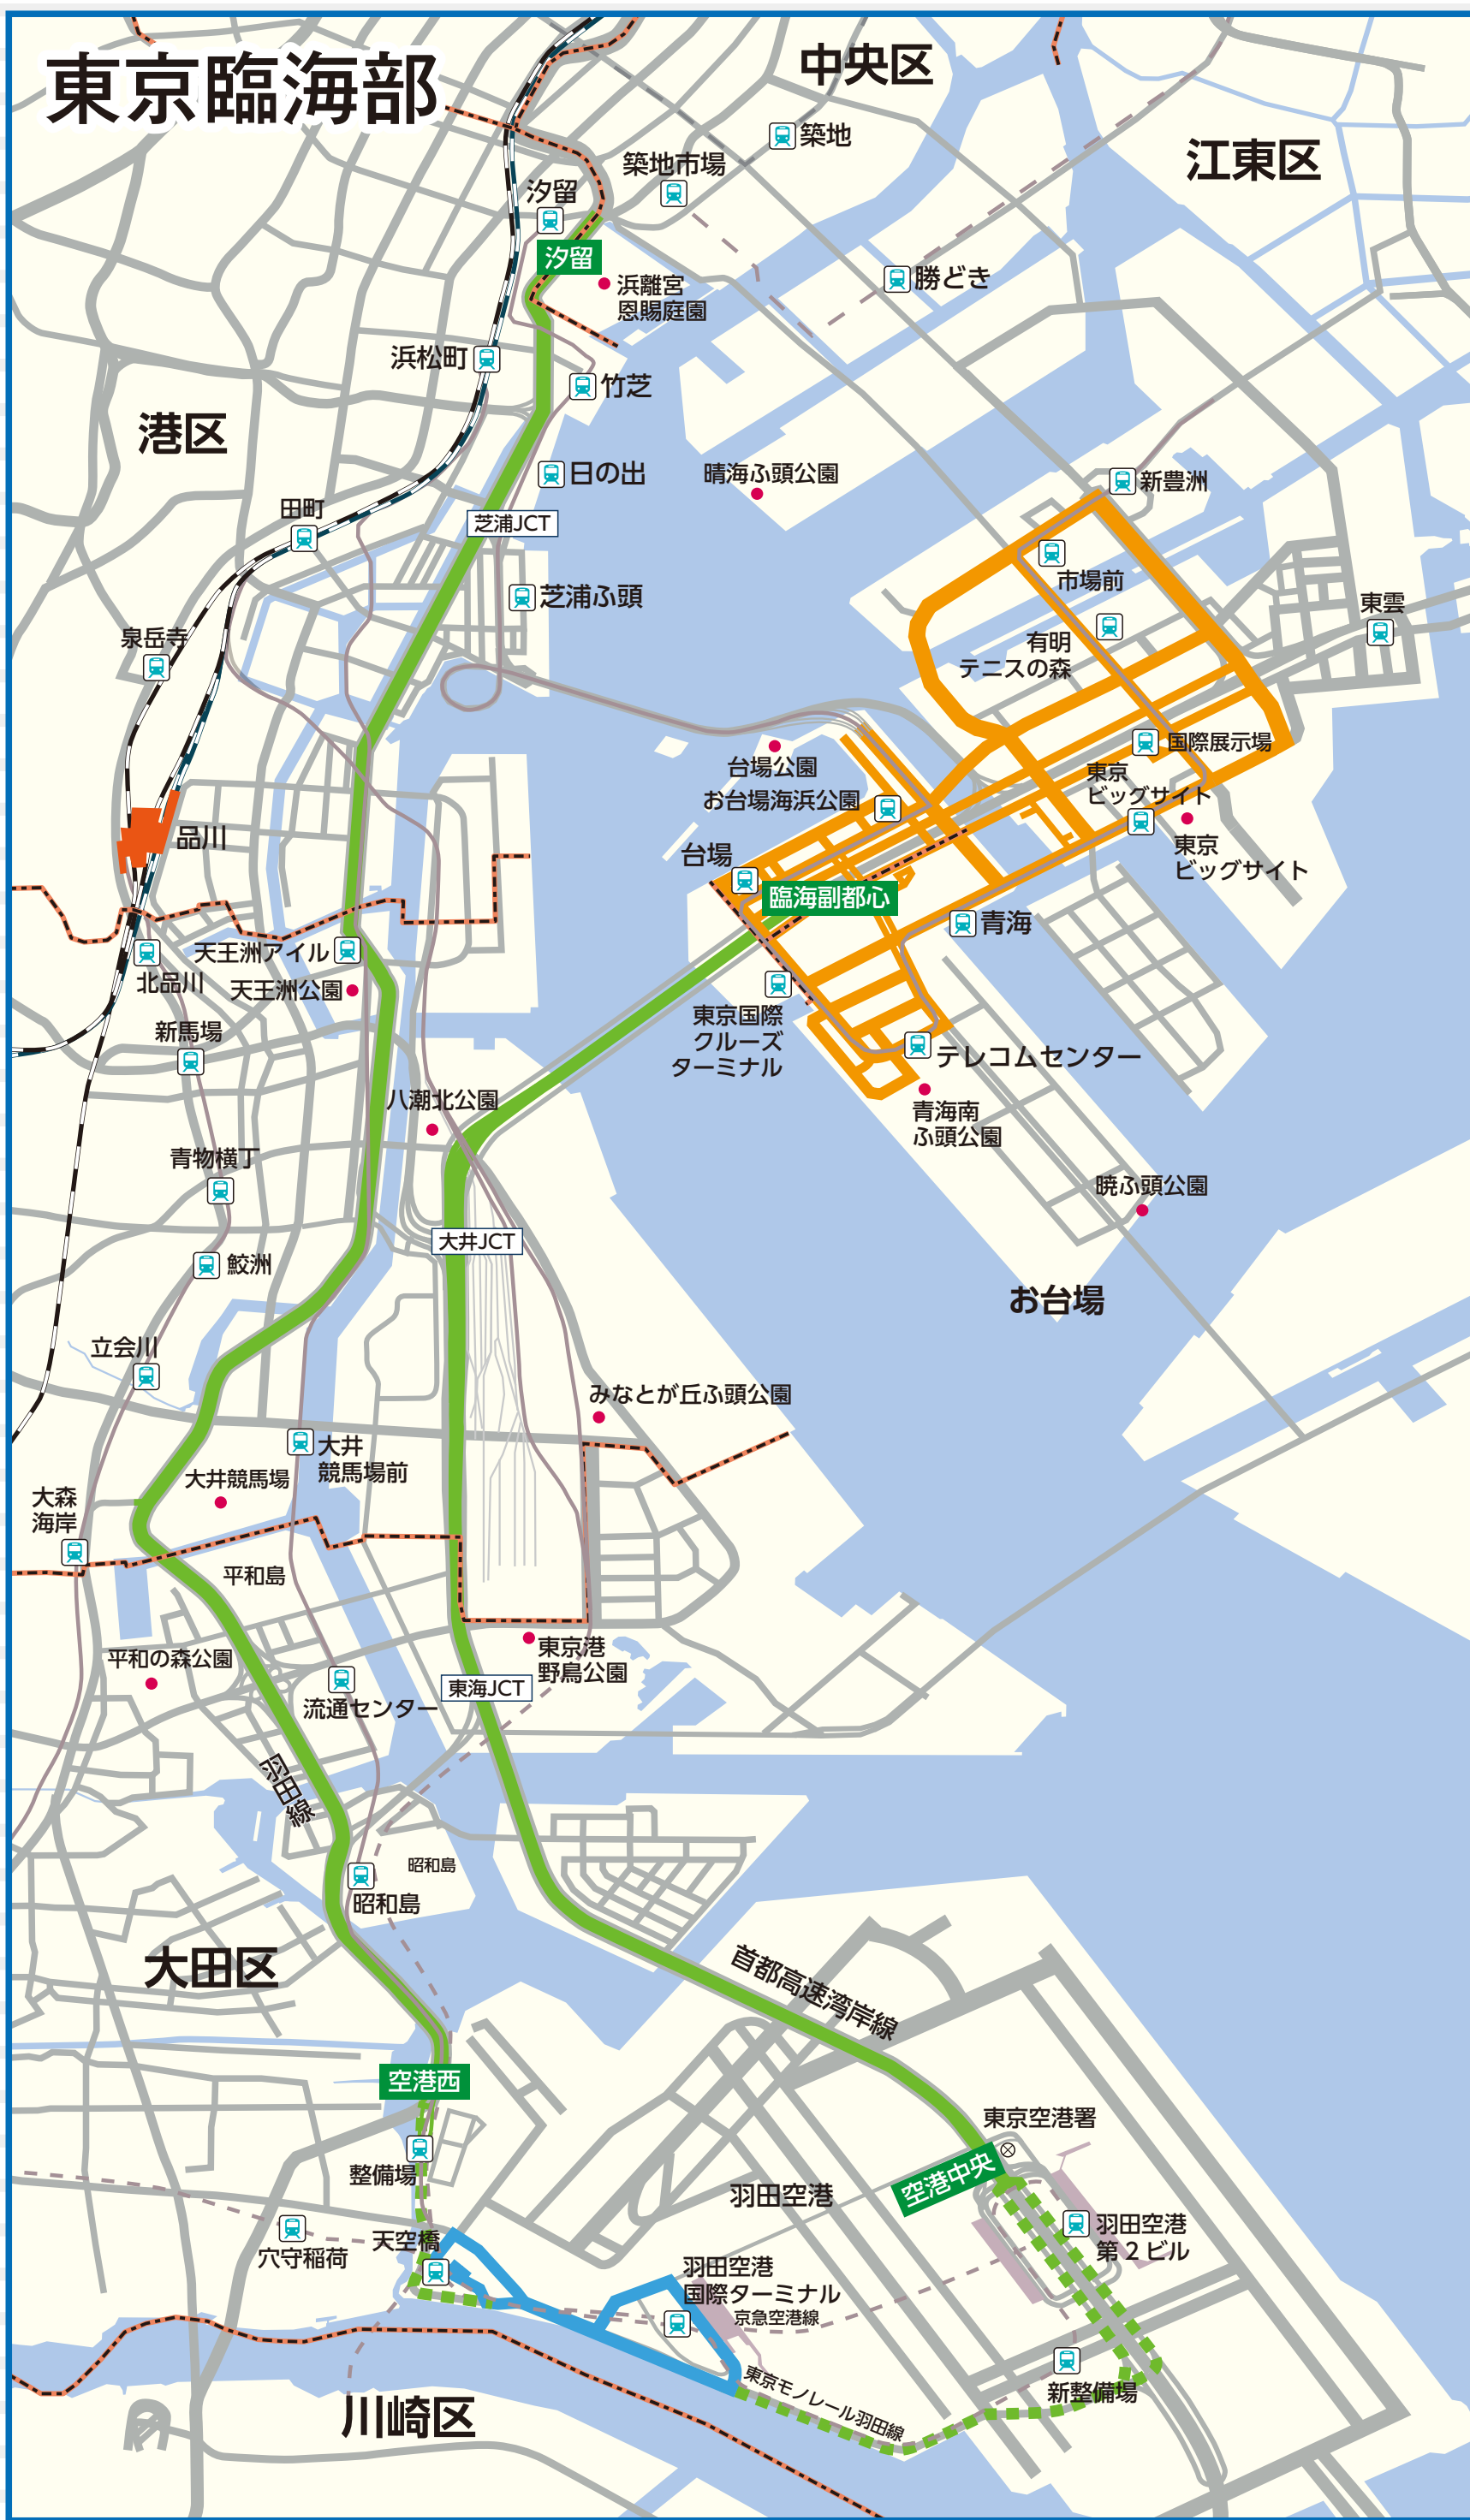 東京臨海部
中央区
築地
江東区
築地市場
汐留
汐留
浜離宮
恩賜庭園
勝どき
浜松町
竹芝
港区
日の出
晴海ふ頭公園
新豊洲
田町
芝浦JCT
市場前
芝浦ふ頭
東雲
泉岳寺
有明
テニスの森
国際展示場
台場公園
東京
ビッグサイト
お台場海浜公園
品川
台場
東京
ビッグサイト
臨海副都心
青海
天王洲アイル
北品川
天王洲公園
新馬場
東京国際
クルーズ
ターミナル
テレコムセンター
八潮北公園
青海南
ふ頭公園
青物横丁
暁ふ頭公園
大井JCT
鮫洲
お台場
立会川
みなとが丘ふ頭公園
大井
競馬場前
大井競馬場
大森
海岸
平和島
平和の森公園
東京港
野鳥公園
東海JCT
流通センター
羽田線
昭和島
昭和島
大田区
首都高速湾岸線
空港西
東京空港署
整備場
空港中央
羽田空港
羽田空港
第2ビル
天空橋
穴守稲荷
羽田空港
国際ターミナル
京急空港線
新整備場
東京モノレール羽田線
川崎区